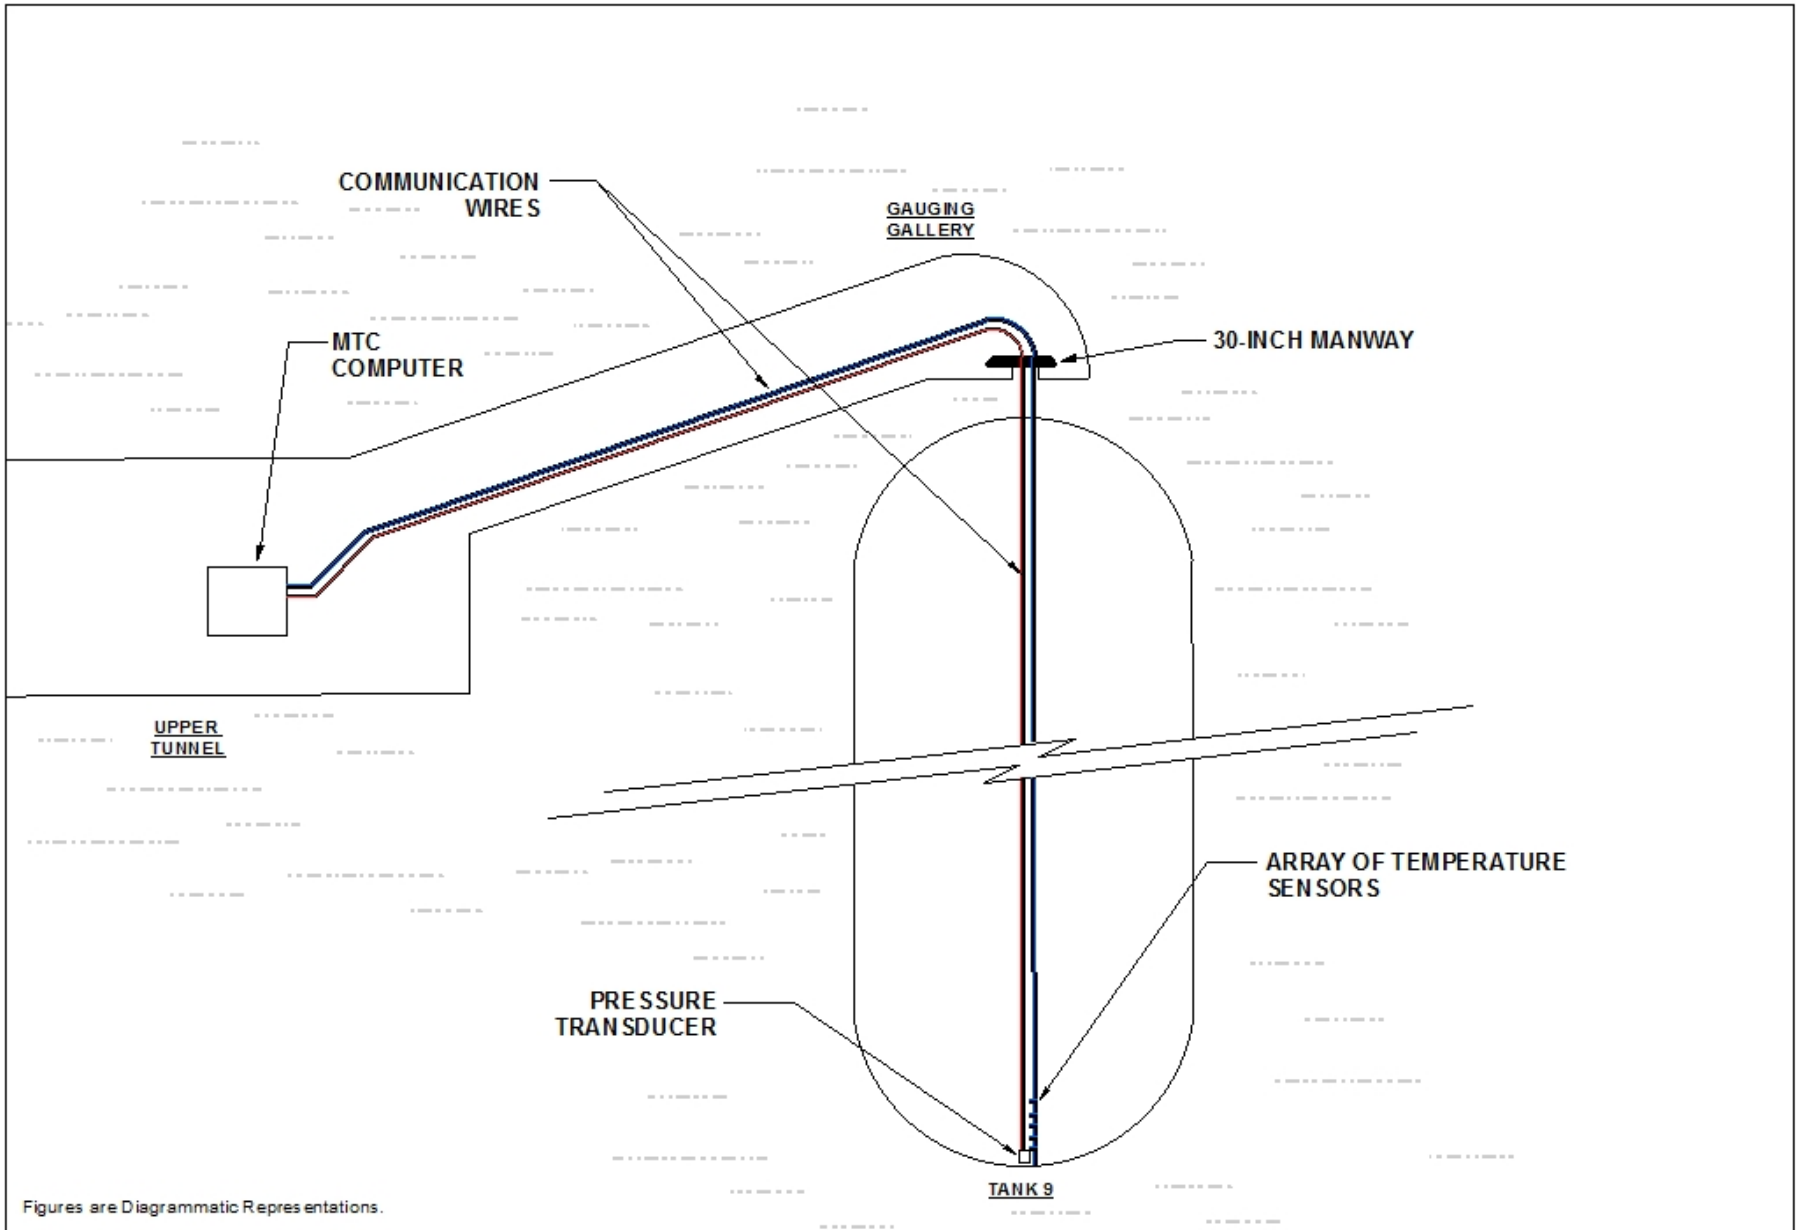 COMMUNICATION
WIRES
GAUGING
GALLERY
MTC
COMPUTER
30-INCH MANWAY
UPPER
TUNNEL
ARRAY OF TEMPERATURE
SENSORS
PRESSURE
TRANSDUCER
TANK 9
Figures are Diagrammatic Representations.